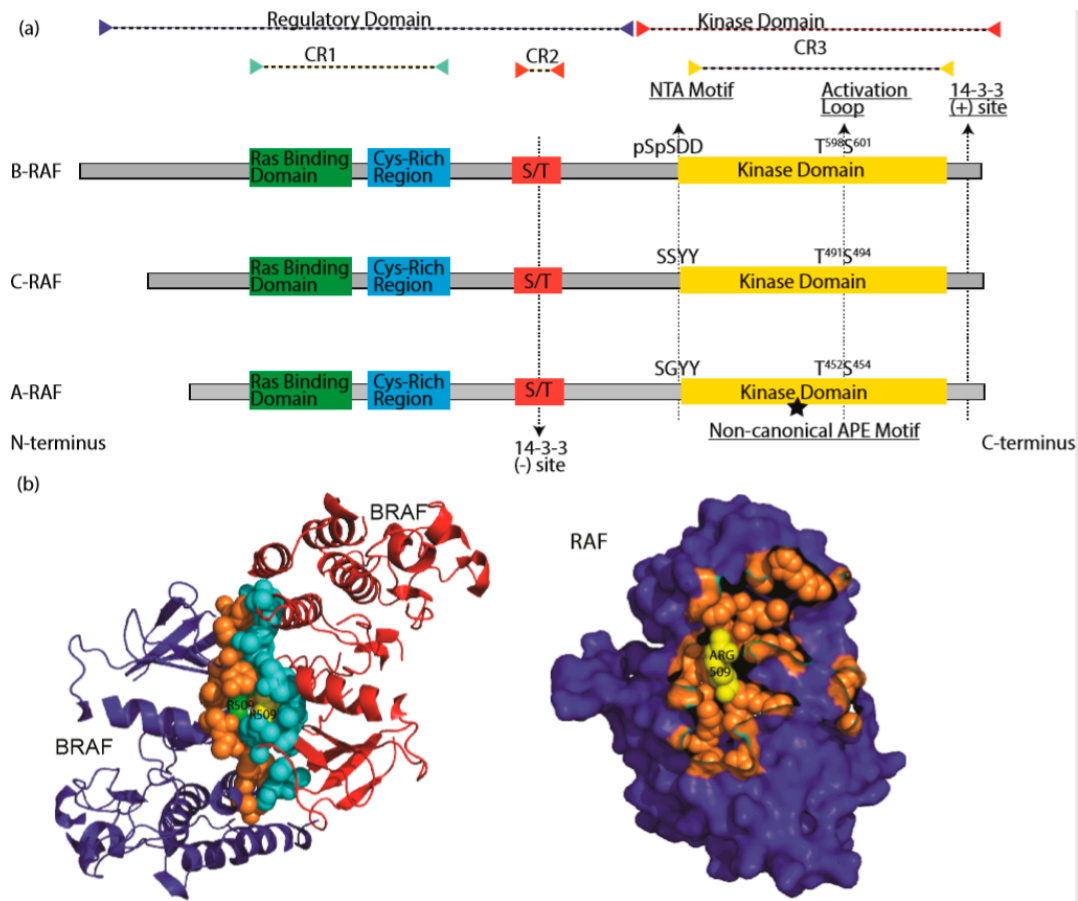 (a)
Regulatory Domain
Kinase Domain
CR1
CR2
CR3
NTA Motif
Activation
Loop
14-3-3
(+) site
pSpSDD
T⁵⁹⁸S⁶⁰¹
B-RAF
Ras Binding
Domain
Cys-Rich
Region
S/T
Kinase Domain
SSYY
T⁴⁹¹S⁴⁹⁴
C-RAF
Ras Binding
Domain
Cys-Rich
Region
S/T
Kinase Domain
SGYY
T⁴⁵²S⁴⁵⁴
A-RAF
Ras Binding
Domain
Cys-Rich
Region
S/T
Kinase Domain
Non-canonical APE Motif
N-terminus
14-3-3
(-) site
C-terminus
(b)
BRAF
RAF
ARG
509
R509
R509
BRAF